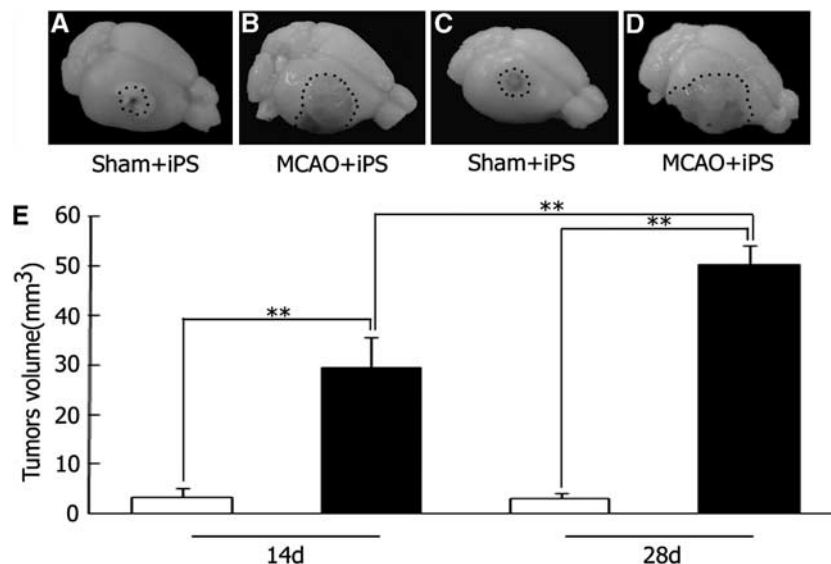 A B C D
Sham+iPS MCAO+iPS Sham+iPS MCAO+iPS
E
Tumors volume(mm3)
60
50
40
30
20
10
0
**
**
**
14d 28d